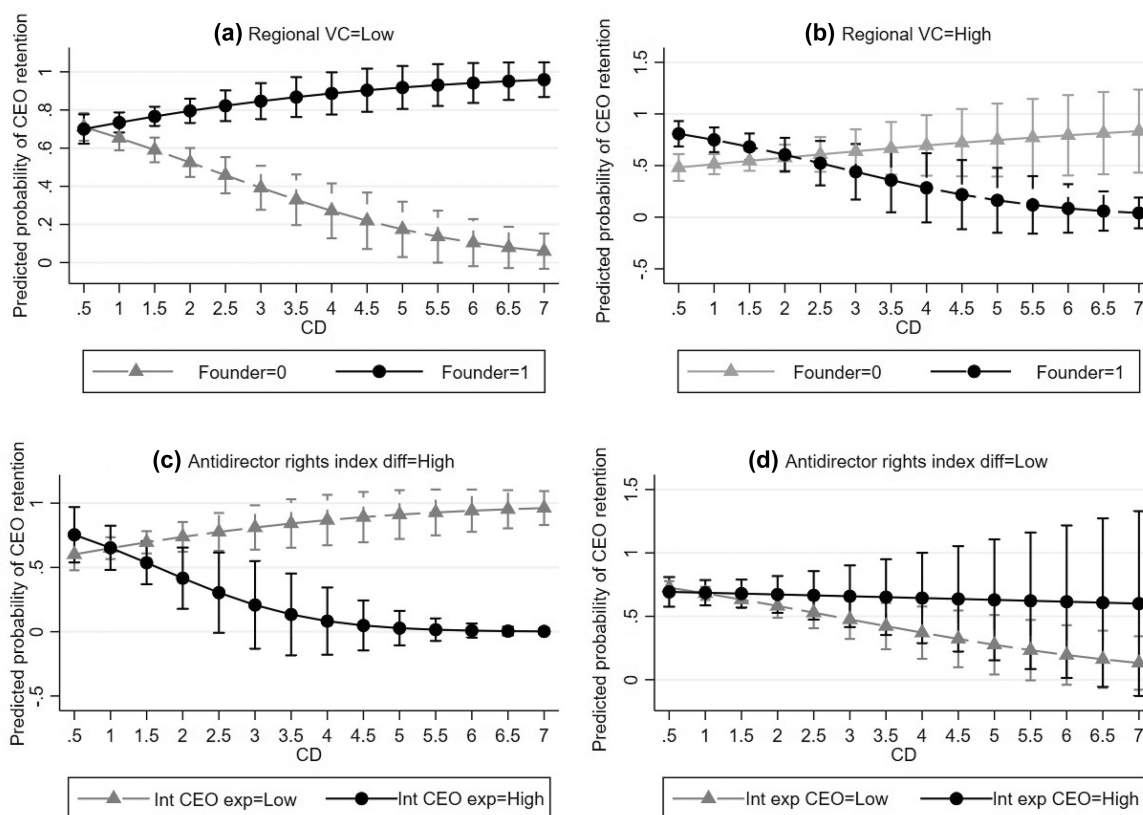 (a) Regional VC=Low
Predicted probability of CEO retention
1
.8
.6
.4
.2
0
.5 1 1.5 2 2.5 3 3.5 4 4.5 5 5.5 6 6.5 7
CD
Founder=0 Founder=1
(b) Regional VC=High
Predicted probability of CEO retention
1.5
1
.5
0
-.5
.5 1 1.5 2 2.5 3 3.5 4 4.5 5 5.5 6 6.5 7
CD
Founder=0 Founder=1
(c) Antidirector rights index diff=High
Predicted probability of CEO retention
1
.5
0
-.5
.5 1 1.5 2 2.5 3 3.5 4 4.5 5 5.5 6 6.5 7
CD
Int CEO exp=Low Int CEO exp=High
(d) Antidirector rights index diff=Low
Predicted probability of CEO retention
1.5
1
.5
0
.5 1 1.5 2 2.5 3 3.5 4 4.5 5 5.5 6 6.5 7
CD
Int exp CEO=Low Int exp CEO=High